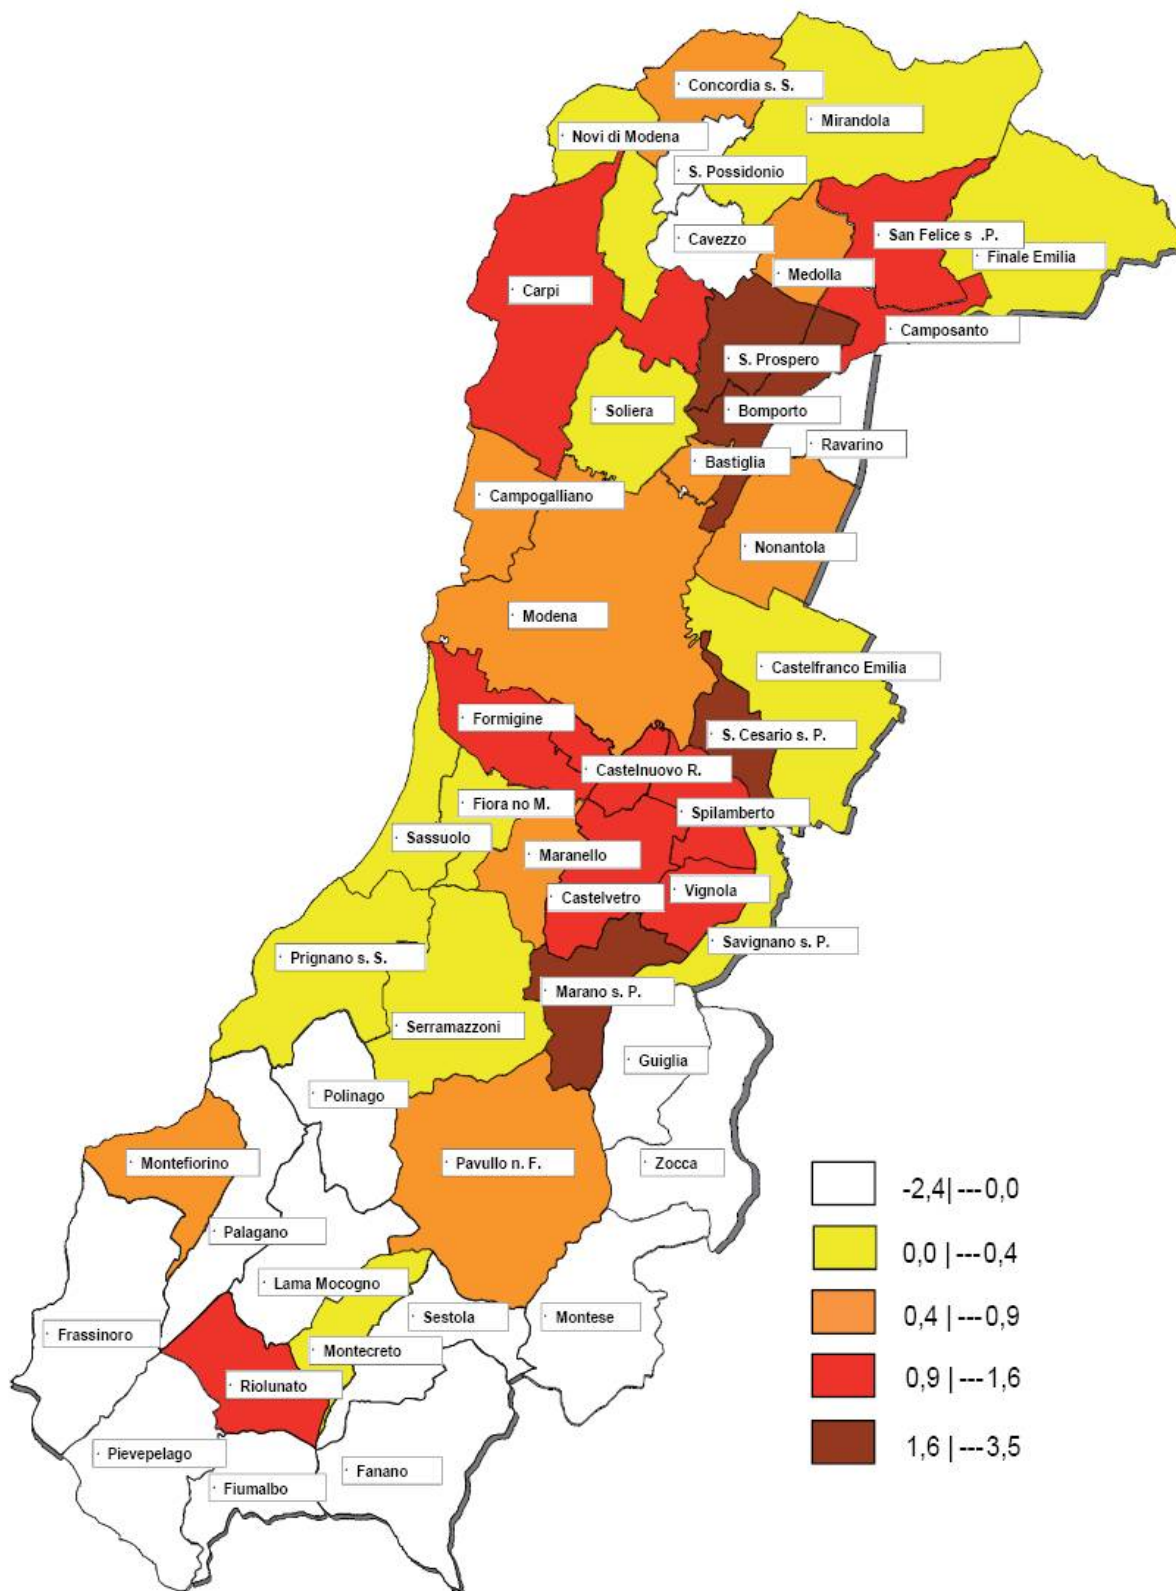 Concordia s. S.
Mirandola
Novi di Modena
S. Possidonio
Cavezzo
San Felice s .P.
Finale Emilia
Medolla
Carpi
Camposanto
S. Prospero
Soliera
Bomporto
Ravarino
Bastiglia
Campogalliano
Nonantola
Modena
Castelfranco Emilia
Formigine
S. Cesario s. P.
Castelnuovo R.
Fiora no M.
Spilamberto
Sassuolo
Maranello
Castelvetro
Vignola
Savignano s. P.
Prignano s. S.
Marano s. P.
Serramazzoni
Guiglia
Polinago
Montefiorino
Pavullo n. F.
Zocca
Palagano
Lama Mocogno
Sestola
Montese
Frassinoro
Montecreto
Riolunato
Pievepelago
Fanano
Fiumalbo
-2,4|---0,0
0,0 |---0,4
0,4 |---0,9
0,9 |---1,6
1,6 |---3,5